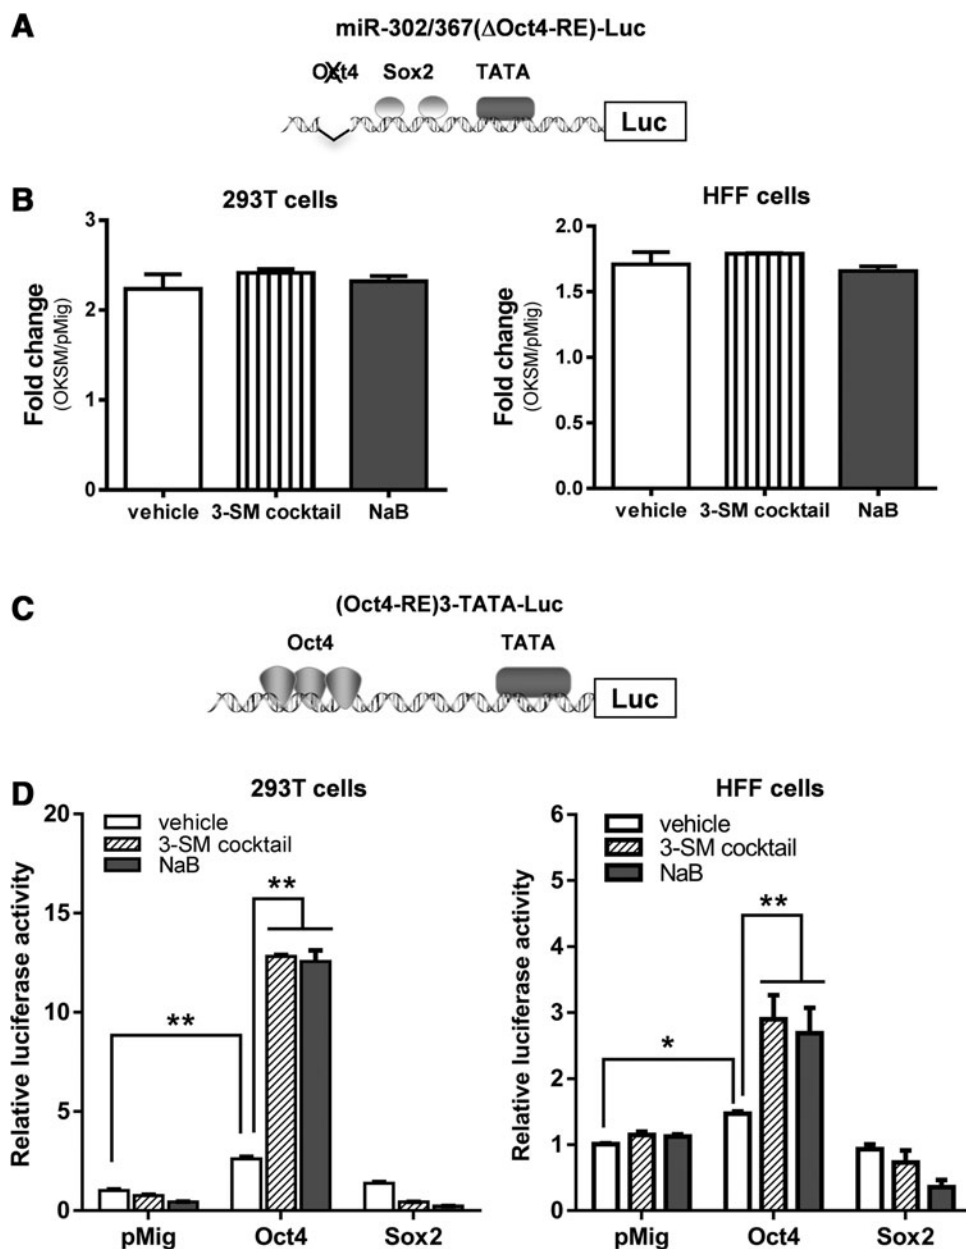 A
miR-302/367(ΔOct4-RE)-Luc
Oct4 Sox2 TATA
Luc
B
293T cells
Fold change
(OKSM/pMig)
3
2
1
0
vehicle 3-SM cocktail NaB
HFF cells
Fold change
(OKSM/pMig)
2.0
1.5
1.0
0.5
0.0
vehicle 3-SM cocktail NaB
C
(Oct4-RE)3-TATA-Luc
Oct4 TATA
Luc
D
293T cells
Relative luciferase activity
20
15
10
5
0
vehicle
3-SM cocktail
NaB
**
**
pMig Oct4 Sox2
HFF cells
Relative luciferase activity
6
5
4
3
2
1
0
vehicle
3-SM cocktail
NaB
**
*
pMig Oct4 Sox2